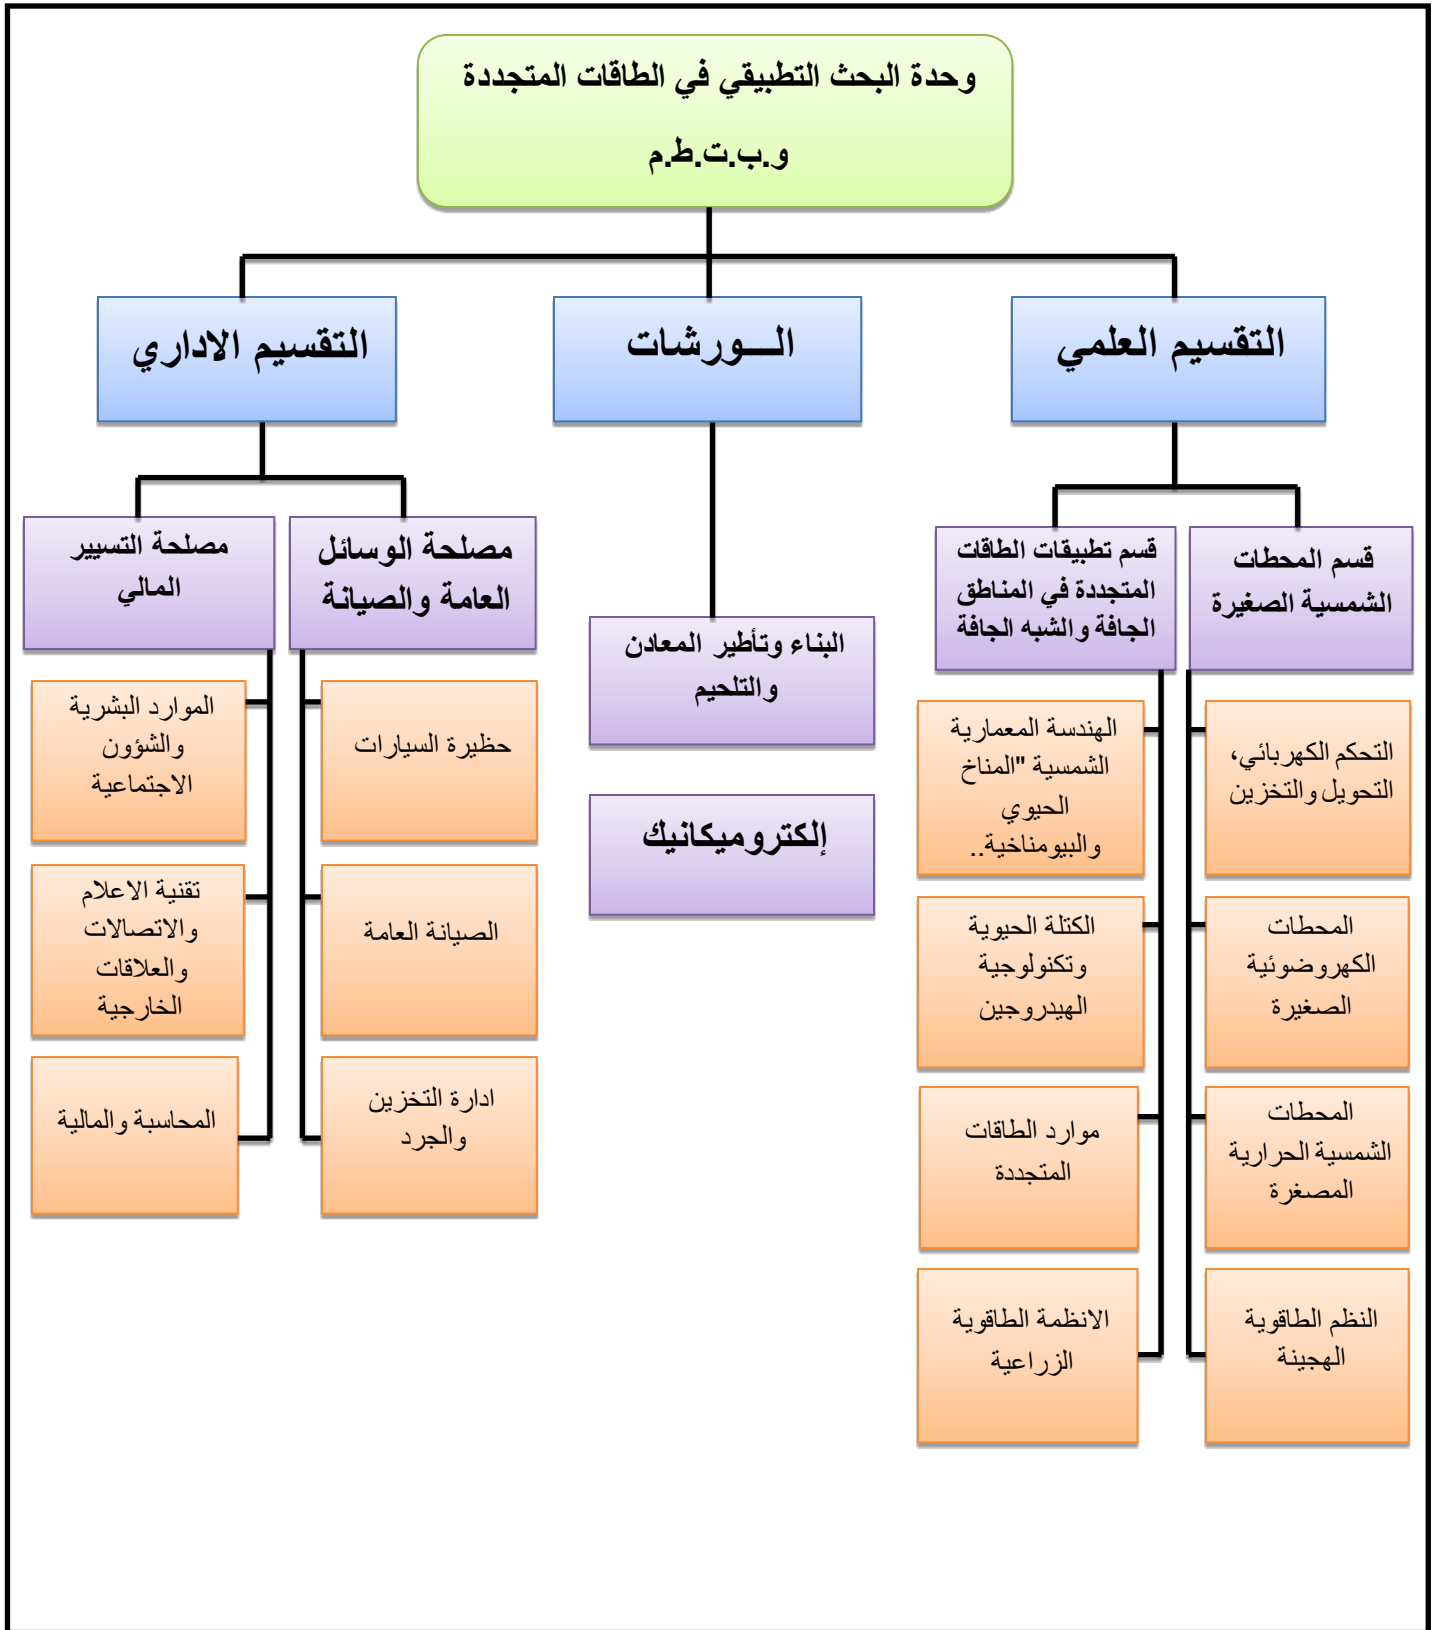 وحدة البحث التطبيقي في الطاقات المتجددة
و.ب.ت.ط.م
التقسيم العلمي
الـــورشات
التقسيم الاداري
قسم المحطات
الشمسية الصغيرة
قسم تطبيقات الطاقات
المتجددة في المناطق
الجافة والشبه الجافة
البناء وتأطير المعادن
والتلحيم
إلكتروميكانيك
مصلحة الوسائل
العامة والصيانة
مصلحة التسيير
المالي
التحكم الكهربائي،
التحويل والتخزين
المحطات
الكهروضوئية
الصغيرة
المحطات
الشمسية الحرارية
المصغرة
النظم الطاقوية
الهجينة
الهندسة المعمارية
الشمسية "المناخ
الحيوي
والبيومناخية..
الكتلة الحيوية
وتكنولوجية
الهيدروجين
موارد الطاقات
المتجددة
الانظمة الطاقوية
الزراعية
حظيرة السيارات
الصيانة العامة
ادارة التخزين
والجرد
الموارد البشرية
والشؤون
الاجتماعية
تقنية الاعلام
والاتصالات
والعلاقات
الخارجية
المحاسبة والمالية